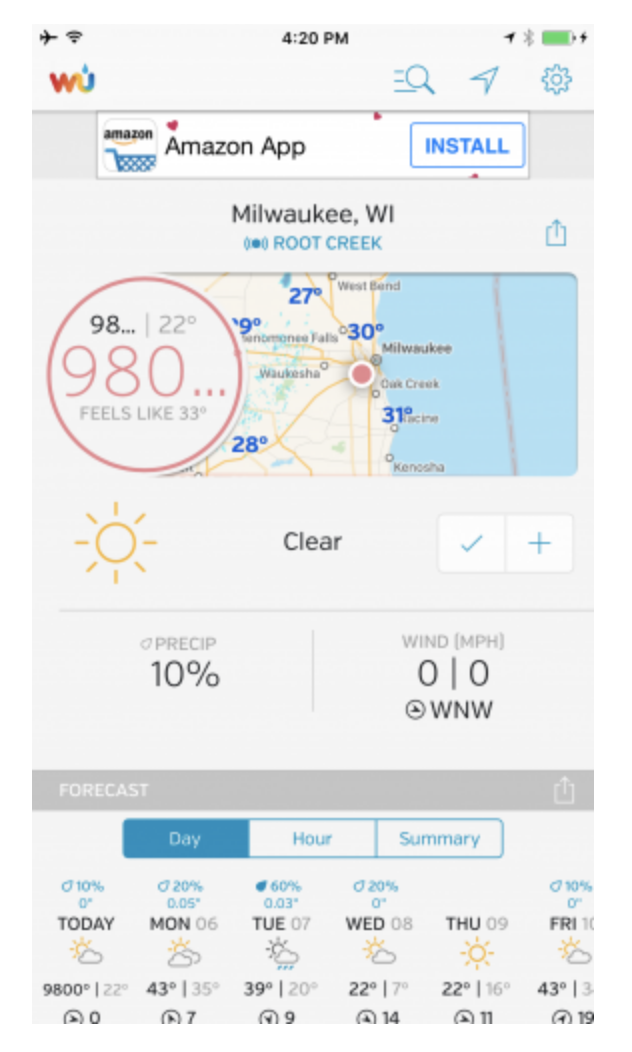 4:20 PM
wu
amazon
Amazon App
INSTALL
Milwaukee, WI
ROOT CREEK
98... | 22°
980...
FEELS LIKE 33°
27°
West Bend
9°
30°
Menomonee Falls
Milwaukee
Waukesha
Oak Creek
31°
Racine
28°
Kenosha
Clear
PRECIP
10%
WIND (MPH)
0 | 0
WNW
FORECAST
Day Hour Summary
10% 20% 60% 20% 10%
0" 0.05" 0.03" 0" 0"
TODAY MON 06 TUE 07 WED 08 THU 09 FRI 10
9800° | 22° 43° | 35° 39° | 20° 22° | 7° 22° | 16° 43° | 3
0 7 9 14 11 19